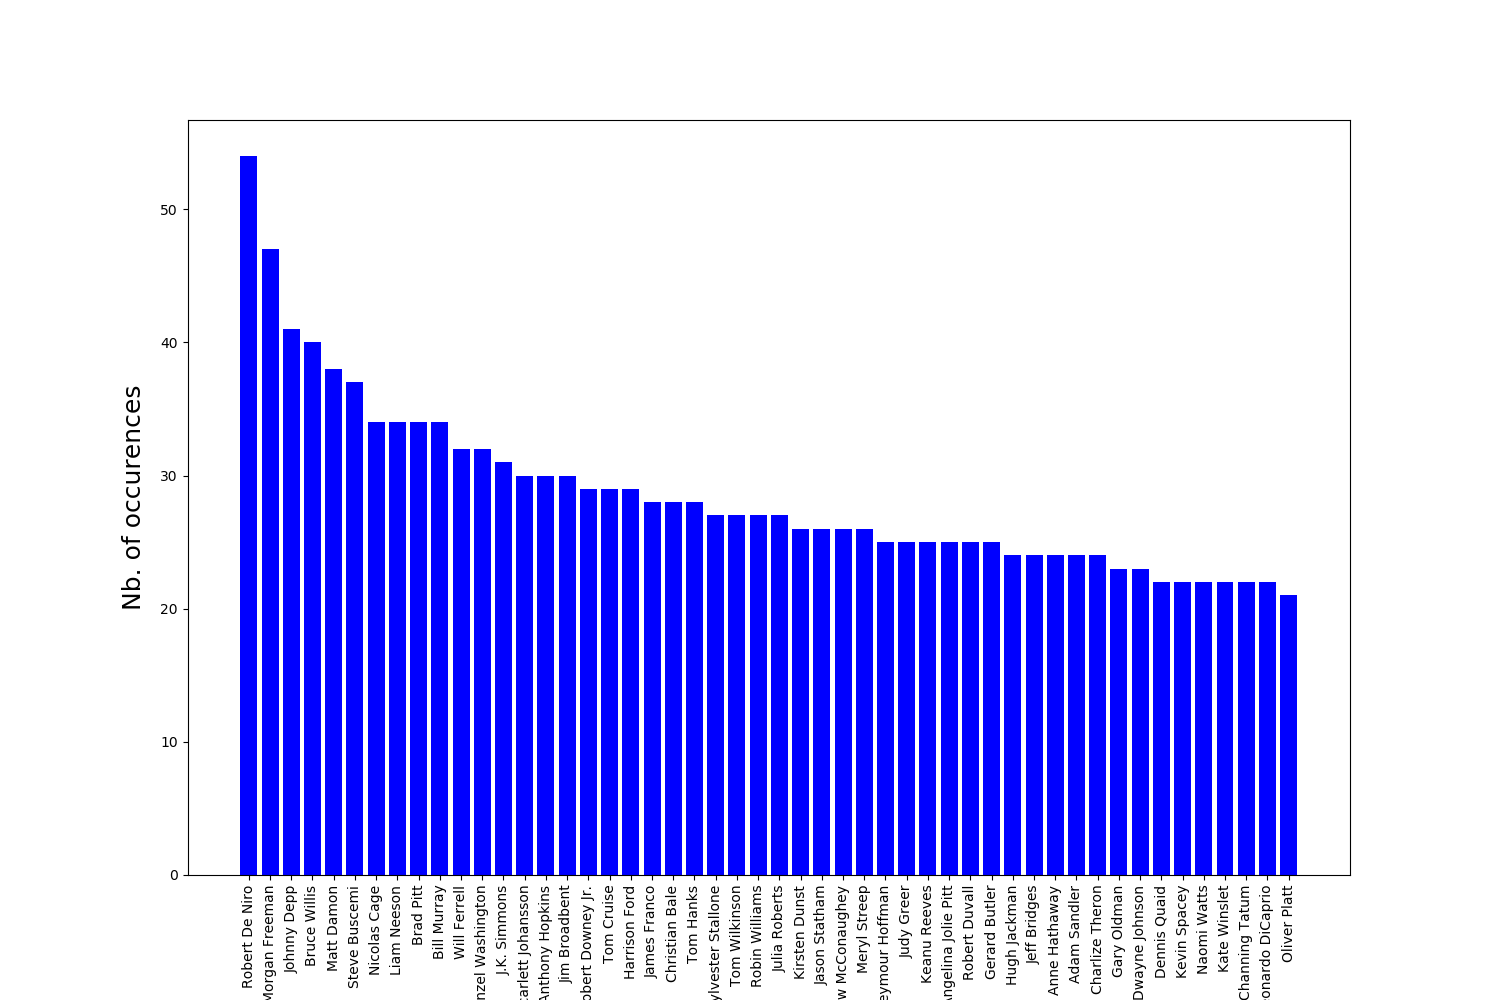 Nb. of occurences
50
40
30
20
10
0
Robert De Niro
Morgan Freeman
Johnny Depp
Bruce Willis
Matt Damon
Steve Buscemi
Nicolas Cage
Liam Neeson
Brad Pitt
Bill Murray
Will Ferrell
nzel Washington
J.K. Simmons
carlett Johansson
Anthony Hopkins
Jim Broadbent
obert Downey Jr.
Tom Cruise
Harrison Ford
James Franco
Christian Bale
Tom Hanks
ylvester Stallone
Tom Wilkinson
Robin Williams
Julia Roberts
Kirsten Dunst
Jason Statham
w McConaughey
Meryl Streep
eymour Hoffman
Judy Greer
Keanu Reeves
ngelina Jolie Pitt
Robert Duvall
Gerard Butler
Hugh Jackman
Jeff Bridges
Anne Hathaway
Adam Sandler
Charlize Theron
Gary Oldman
Dwayne Johnson
Dennis Quaid
Kevin Spacey
Naomi Watts
Kate Winslet
Channing Tatum
onardo DiCaprio
Oliver Platt